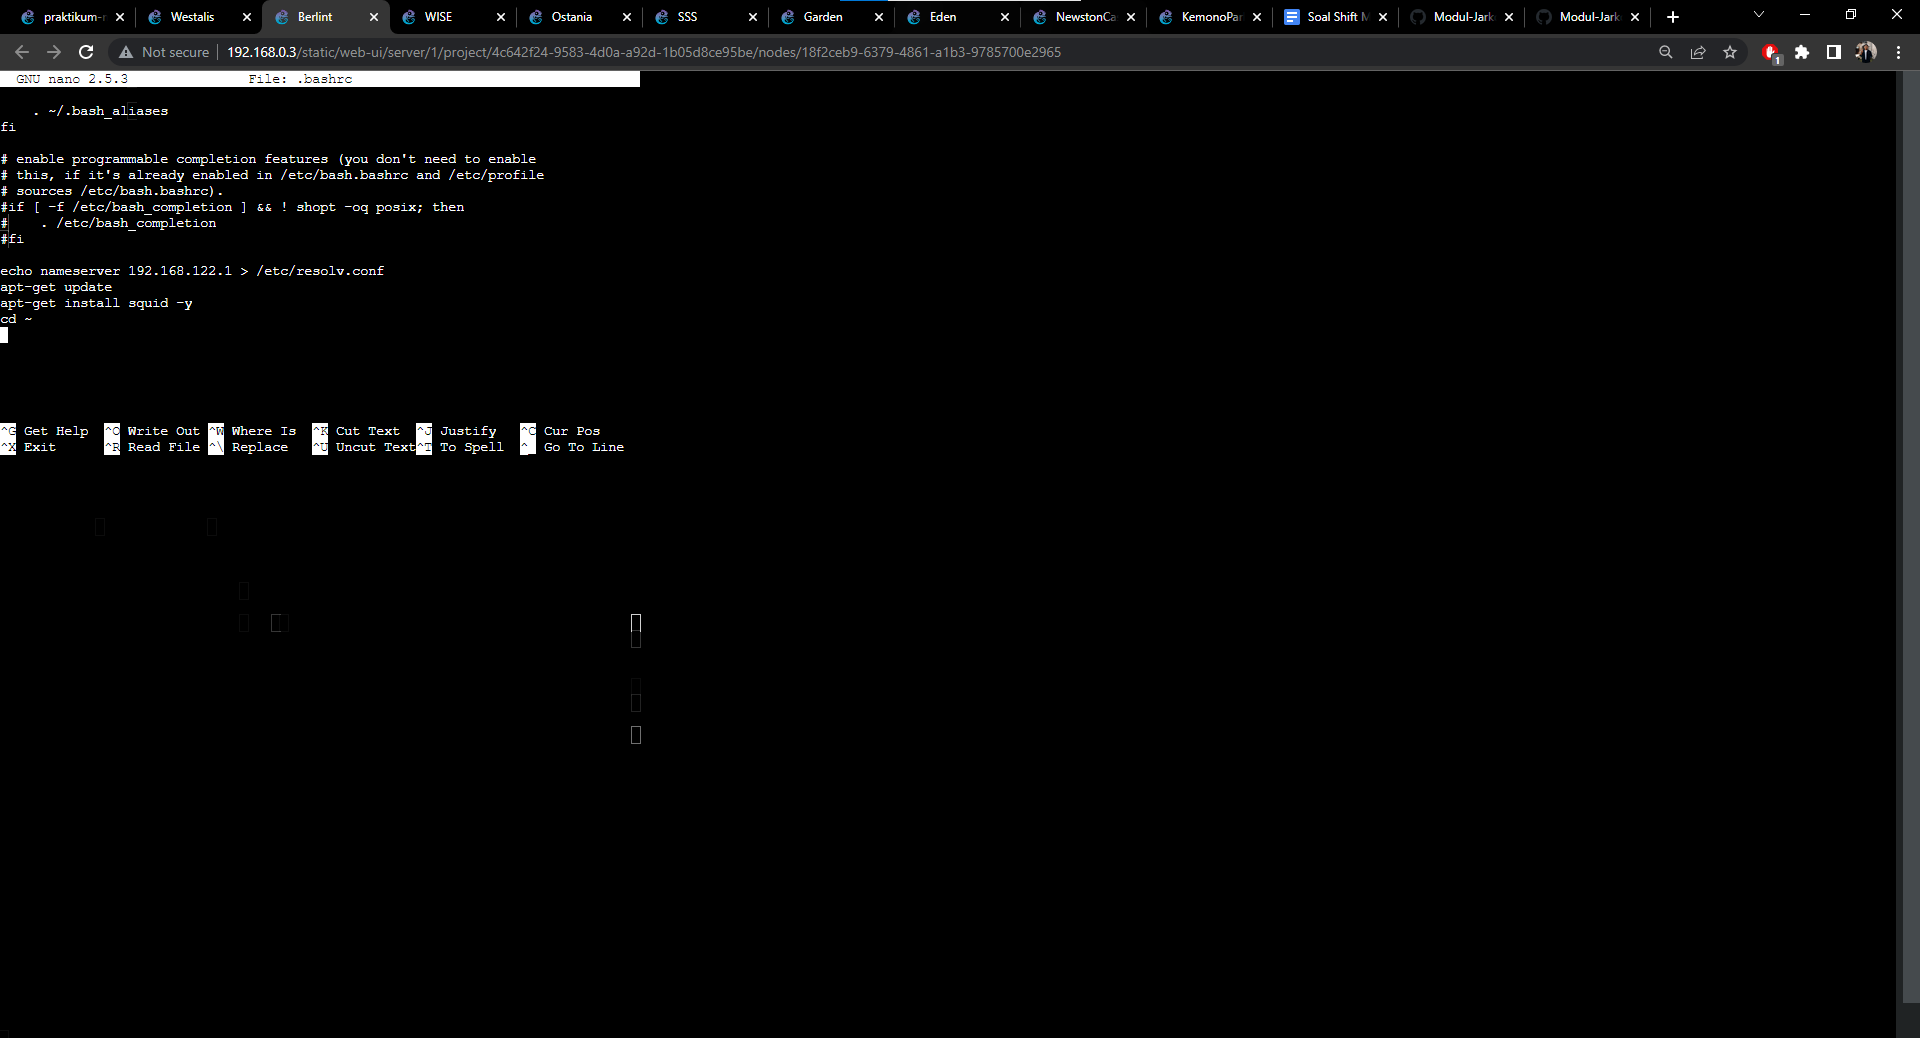 praktikum-m
Westalis
Berlint
WISE
Ostania
SSS
Garden
Eden
NewstonCa
KemonoPar
Soal Shift M
Modul-Jark
Modul-Jark
Not secure
192.168.0.3/static/web-ui/server/1/project/4c642f24-9583-4d0a-a92d-1b05d8ce95be/nodes/18f2ceb9-6379-4861-a1b3-9785700e2965
1
GNU nano 2.5.3 File: .bashrc
. ~/.bash_aliases
fi
# enable programmable completion features (you don't need to enable
# this, if it's already enabled in /etc/bash.bashrc and /etc/profile
# sources /etc/bash.bashrc).
#if [ -f /etc/bash_completion ] && ! shopt -oq posix; then
# . /etc/bash_completion
#fi
echo nameserver 192.168.122.1 > /etc/resolv.conf
apt-get update
apt-get install squid -y
cd ~
^G Get Help ^O Write Out ^W Where Is ^K Cut Text ^J Justify ^C Cur Pos
^X Exit ^R Read File ^\ Replace ^U Uncut Text ^T To Spell ^_ Go To Line